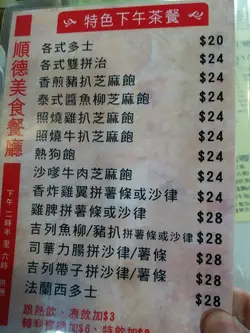 特色下午茶餐
順德美食餐廳
下午二時半至六時
各式多士 $20
各式雙拼治 $24
香煎豬扒芝麻飽 $24
泰式醬魚柳芝麻飽 $24
照燒雞扒芝麻飽 $24
照燒牛扒芝麻飽 $24
熱狗飽 $24
沙嗲牛肉芝麻飽 $24
香炸雞翼拼薯條或沙律 $24
雞脾拼薯條或沙律 $28
吉列魚柳/豬扒拼薯條或沙律 $28
司華力腸拼沙律/薯條 $28
吉列帶子拼沙律/薯條 $28
法蘭西多士 $28
跟熱飲、凍飲加$3